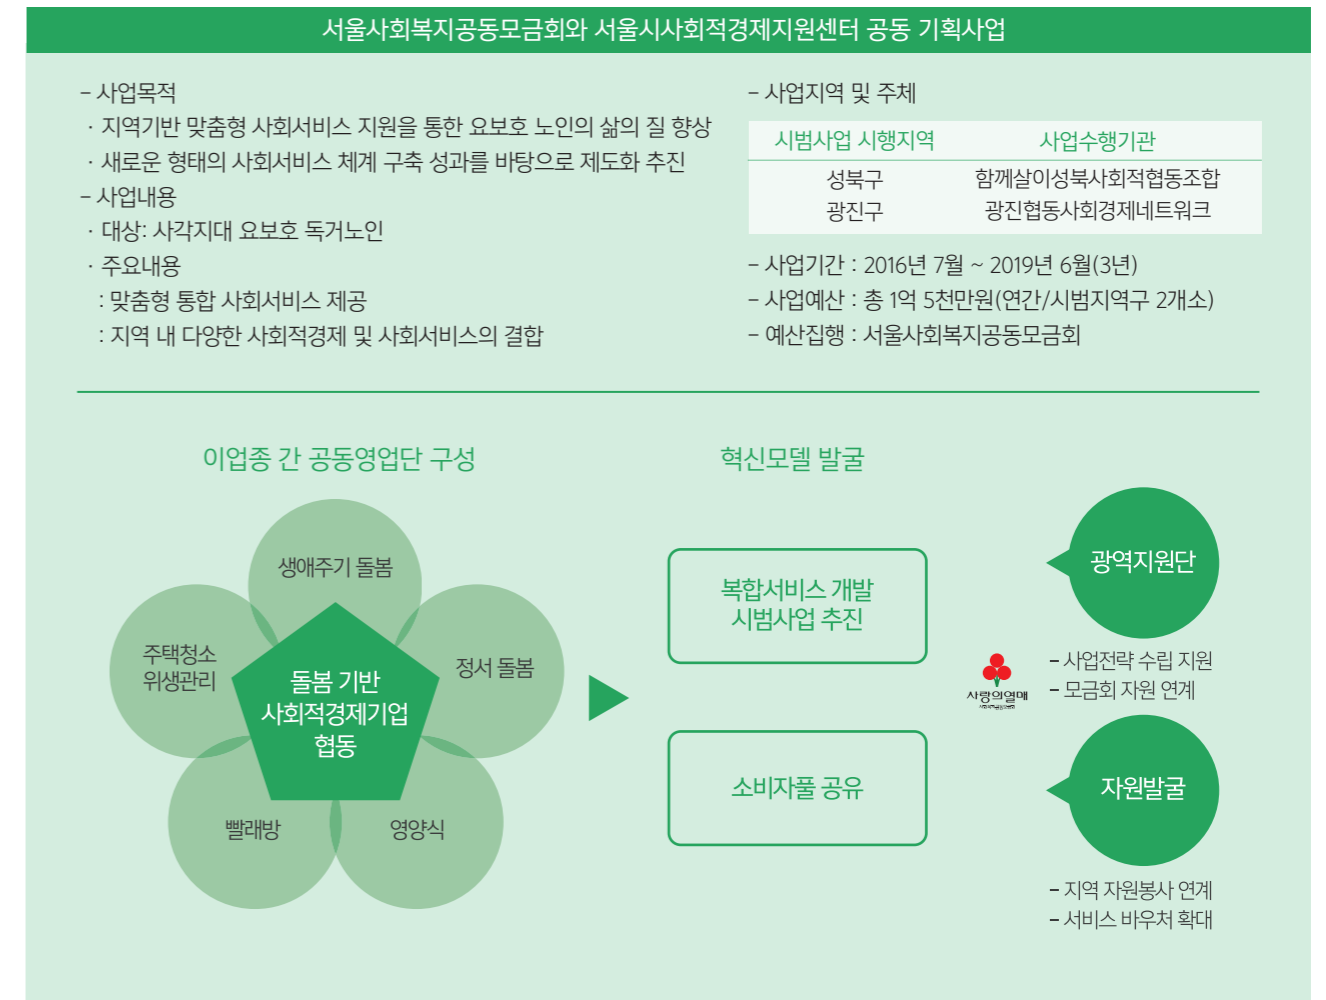 서울사회복지공동모금회와 서울시사회적경제지원센터 공동 기획사업
- 사업목적
· 지역기반 맞춤형 사회서비스 지원을 통한 요보호 노인의 삶의 질 향상
· 새로운 형태의 사회서비스 체계 구축 성과를 바탕으로 제도화 추진
- 사업내용
· 대상: 사각지대 요보호 독거노인
· 주요내용
: 맞춤형 통합 사회서비스 제공
: 지역 내 다양한 사회적경제 및 사회서비스의 결합
- 사업지역 및 주체
시범사업 시행지역 사업수행기관
성북구 함께살이성북사회적협동조합
광진구 광진협동사회경제네트워크
- 사업기간 : 2016년 7월 ~ 2019년 6월(3년)
- 사업예산 : 총 1억 5천만원(연간/시범지역구 2개소)
- 예산집행 : 서울사회복지공동모금회
이업종 간 공동영업단 구성
생애주기 돌봄
주택청소
위생관리
정서 돌봄
돌봄 기반
사회적경제기업
협동
빨래방
영양식
혁신모델 발굴
복합서비스 개발
시범사업 추진
소비자풀 공유
사랑의열매
광역지원단
- 사업전략 수립 지원
- 모금회 자원 연계
자원발굴
- 지역 자원봉사 연계
- 서비스 바우처 확대